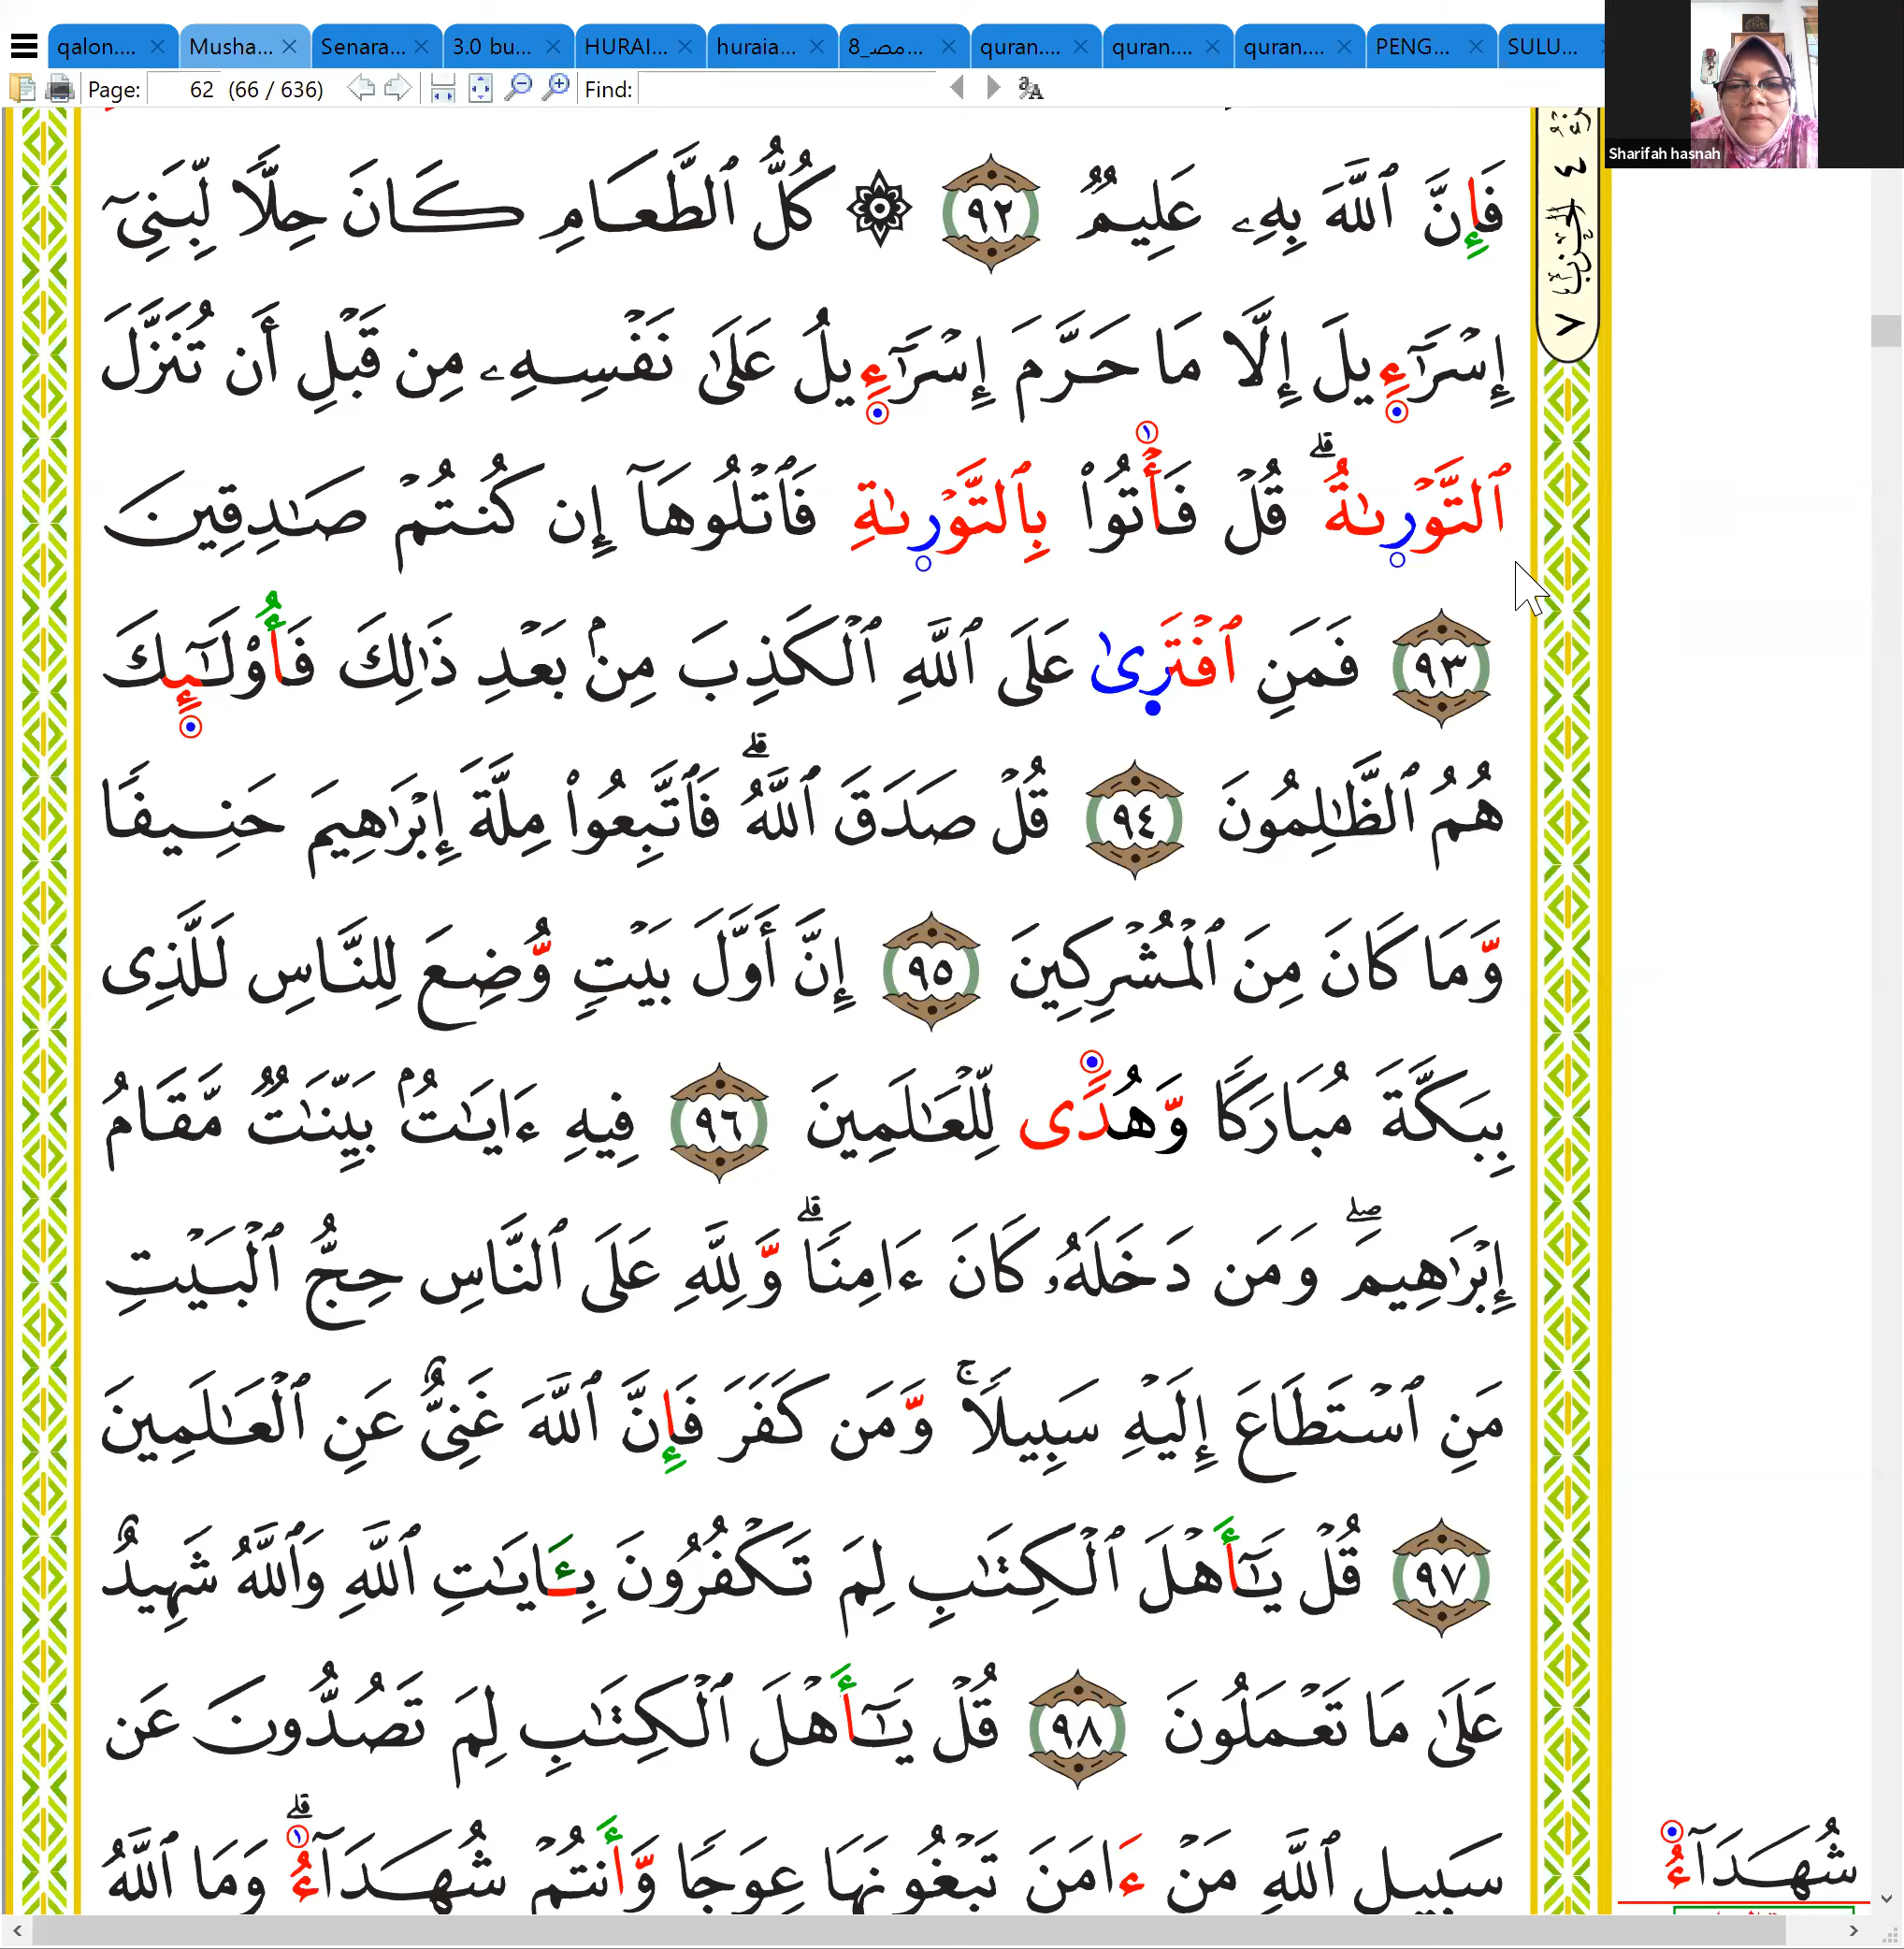 qalon.... Musha... Senara... 3.0 bu... HURAI... huraia... 8_مصـ... quran.... quran.... quran.... PENG... SULU...
Page: 62 (66 / 636) Find:
Sharifah hasnah
فَإِنَّ ٱللَّهَ بِهِۦ عَلِيمٌ ٩٢ ۞ كُلُّ ٱلطَّعَامِ كَانَ حِلًّا لِّبَنِىٓ
إِسْرَٰٓءِيلَ إِلَّا مَا حَرَّمَ إِسْرَٰٓءِيلُ عَلَىٰ نَفْسِهِۦ مِن قَبْلِ أَن تُنَزَّلَ
ٱلتَّوْرَىٰةُ ۗ قُلْ فَأْتُوا۟ بِٱلتَّوْرَىٰةِ فَٱتْلُوهَآ إِن كُنتُمْ صَـٰدِقِينَ
٩٣ فَمَنِ ٱفْتَرِىٰ عَلَى ٱللَّهِ ٱلْكَذِبَ مِنۢ بَعْدِ ذَٰلِكَ فَأُو۟لَـٰٓئِكَ
هُمُ ٱلظَّـٰلِمُونَ ٩٤ قُلْ صَدَقَ ٱللَّهُ ۗ فَٱتَّبِعُوا۟ مِلَّةَ إِبْرَٰهِيمَ حَنِيفًا
وَّمَا كَانَ مِنَ ٱلْمُشْرِكِينَ ٩٥ إِنَّ أَوَّلَ بَيْتٍ وُّضِعَ لِلنَّاسِ لَلَّذِى
بِبَكَّةَ مُبَارَكًا وَّهُدًى لِّلْعَـٰلَمِينَ ٩٦ فِيهِ ءَايَـٰتٌۢ بَيِّنَـٰتٌ مَّقَامُ
إِبْرَٰهِيمَ ۖ وَمَن دَخَلَهُۥ كَانَ ءَامِنًا ۗ وَّلِلَّهِ عَلَى ٱلنَّاسِ حِجُّ ٱلْبَيْتِ
مَنِ ٱسْتَطَاعَ إِلَيْهِ سَبِيلًا ۚ وَّمَن كَفَرَ فَإِنَّ ٱللَّهَ غَنِىٌّ عَنِ ٱلْعَـٰلَمِينَ
٩٧ قُلْ يَـٰٓأَهْلَ ٱلْكِتَـٰبِ لِمَ تَكْفُرُونَ بِـَٔايَـٰتِ ٱللَّهِ وَٱللَّهُ شَهِيدٌ
عَلَىٰ مَا تَعْمَلُونَ ٩٨ قُلْ يَـٰٓأَهْلَ ٱلْكِتَـٰبِ لِمَ تَصُدُّونَ عَن
سَبِيلِ ٱللَّهِ مَنْ ءَامَنَ تَبْغُونَهَا عِوَجًا وَّأَنتُمْ شُهَدَآءُ ۗ وَمَا ٱللَّهُ
شُهَدَآءُ